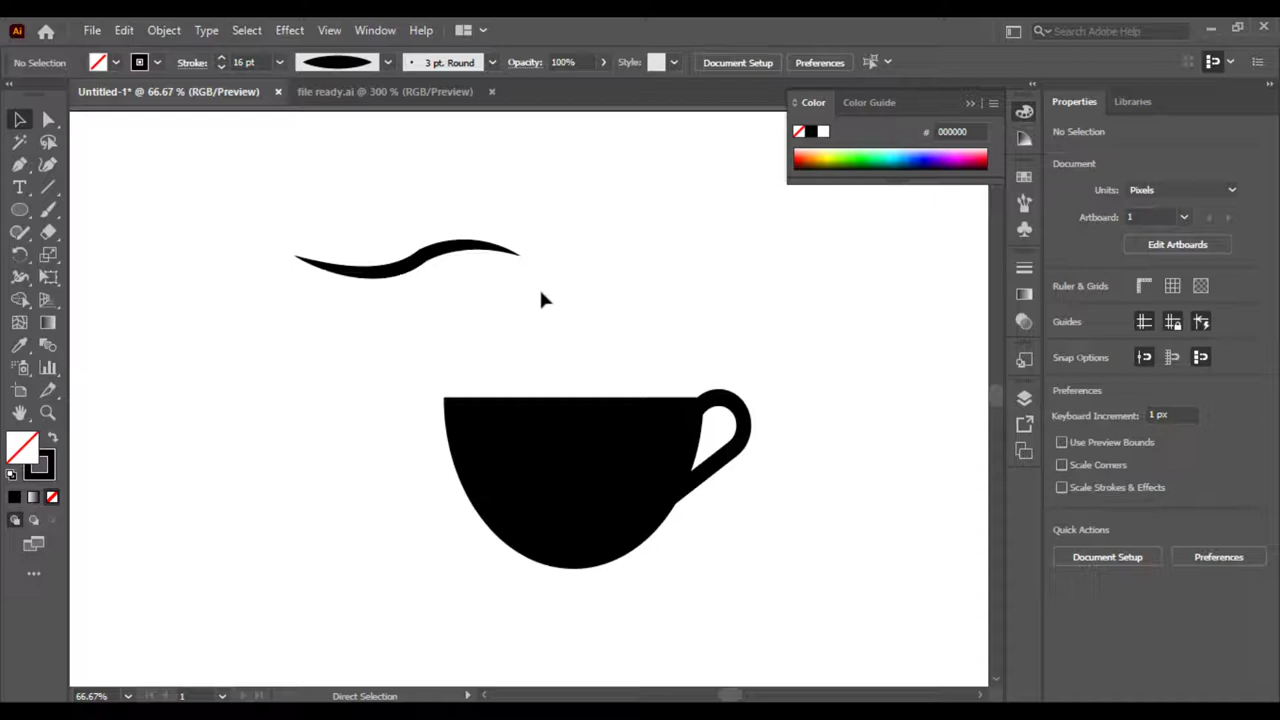 Ai File Edit Object Type Select Effect View Window Help Search Adobe Help
No Selection Stroke: 16 pt 3 pt. Round Opacity: 100% Style: Document Setup Preferences
Untitled-1* @ 66.67 % (RGB/Preview) × file ready.ai @ 300 % (RGB/Preview) ×
Color Color Guide
# 000000
Properties Libraries
No Selection
Document
Units: Pixels
Artboard: 1
Edit Artboards
Ruler & Grids
Guides
Snap Options
Preferences
Keyboard Increment: 1 px
Use Preview Bounds
Scale Corners
Scale Strokes & Effects
Quick Actions
Document Setup Preferences
66.67% 1 Direct Selection